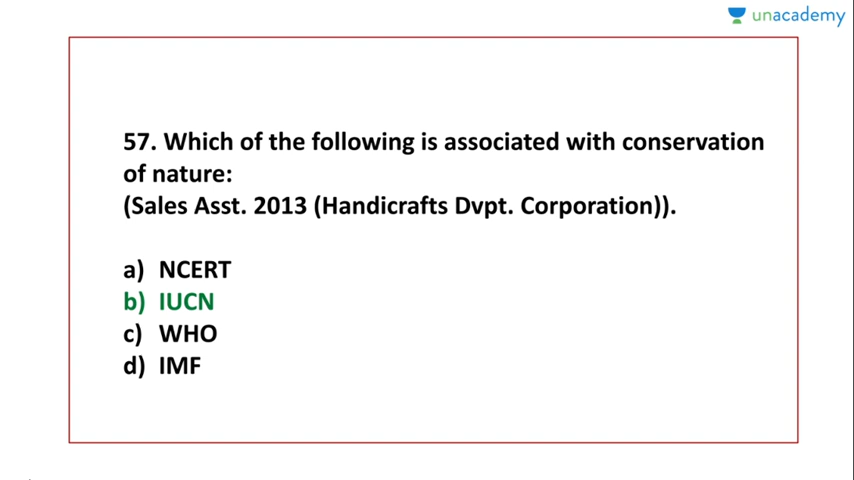 unacademy
57. Which of the following is associated with conservation
of nature:
(Sales Asst. 2013 (Handicrafts Dvpt. Corporation)).
a) NCERT
b) IUCN
c) WHO
d) IMF